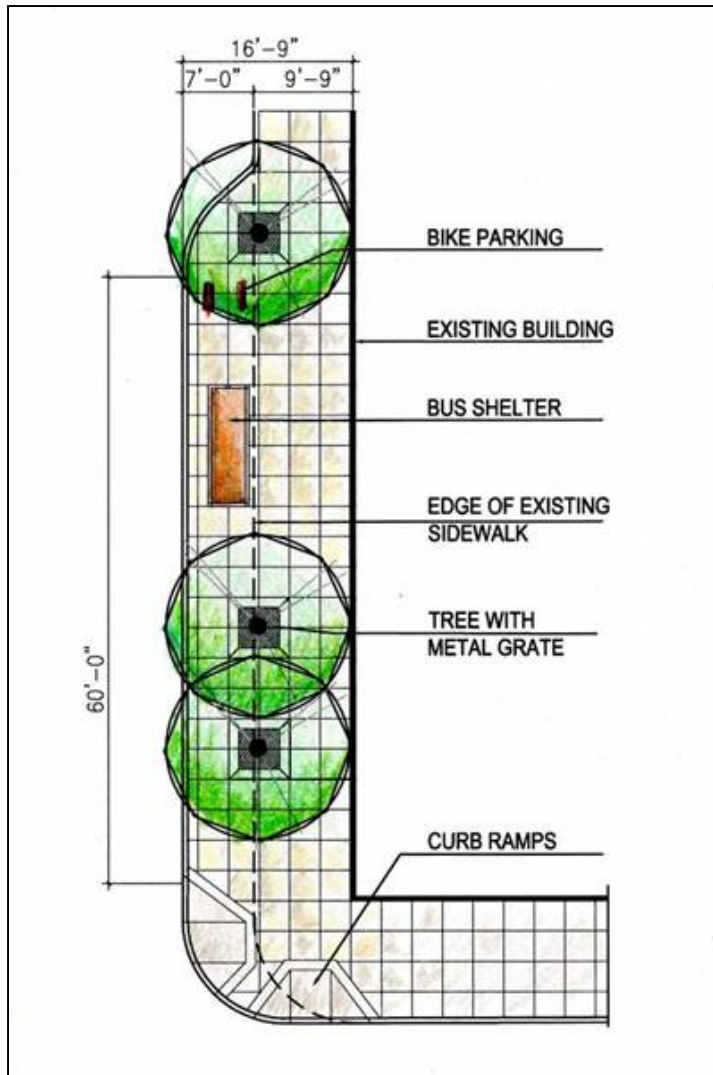 16'-9"
7'-0" 9'-9"
BIKE PARKING
EXISTING BUILDING
BUS SHELTER
EDGE OF EXISTING
SIDEWALK
TREE WITH
METAL GRATE
60'-0"
CURB RAMPS